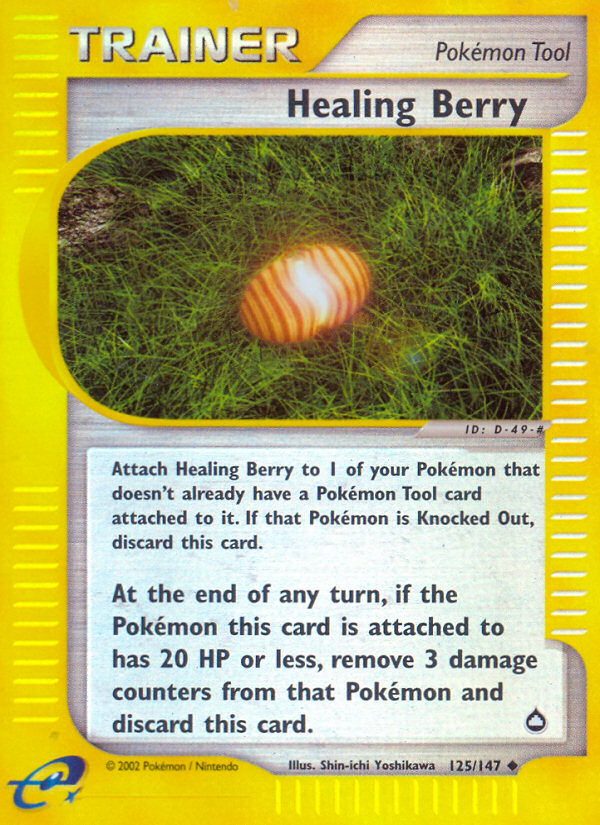 TRAINER
Pokémon Tool
Healing Berry
ID: D-49-#
Attach Healing Berry to 1 of your Pokémon that
doesn't already have a Pokémon Tool card
attached to it. If that Pokémon is Knocked Out,
discard this card.
At the end of any turn, if the
Pokémon this card is attached to
has 20 HP or less, remove 3 damage
counters from that Pokémon and
discard this card.
© 2002 Pokémon / Nintendo
Illus. Shin-ichi Yoshikawa 125/147 ◆
e